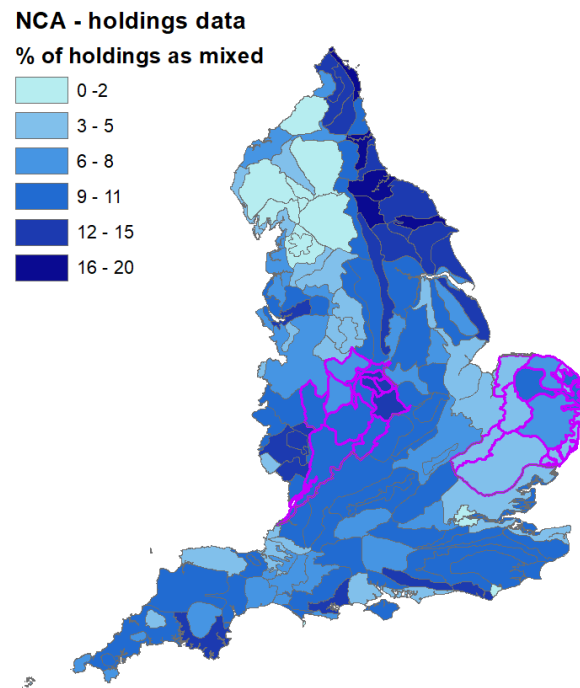 NCA - holdings data
% of holdings as mixed
0 -2
3 - 5
6 - 8
9 - 11
12 - 15
16 - 20